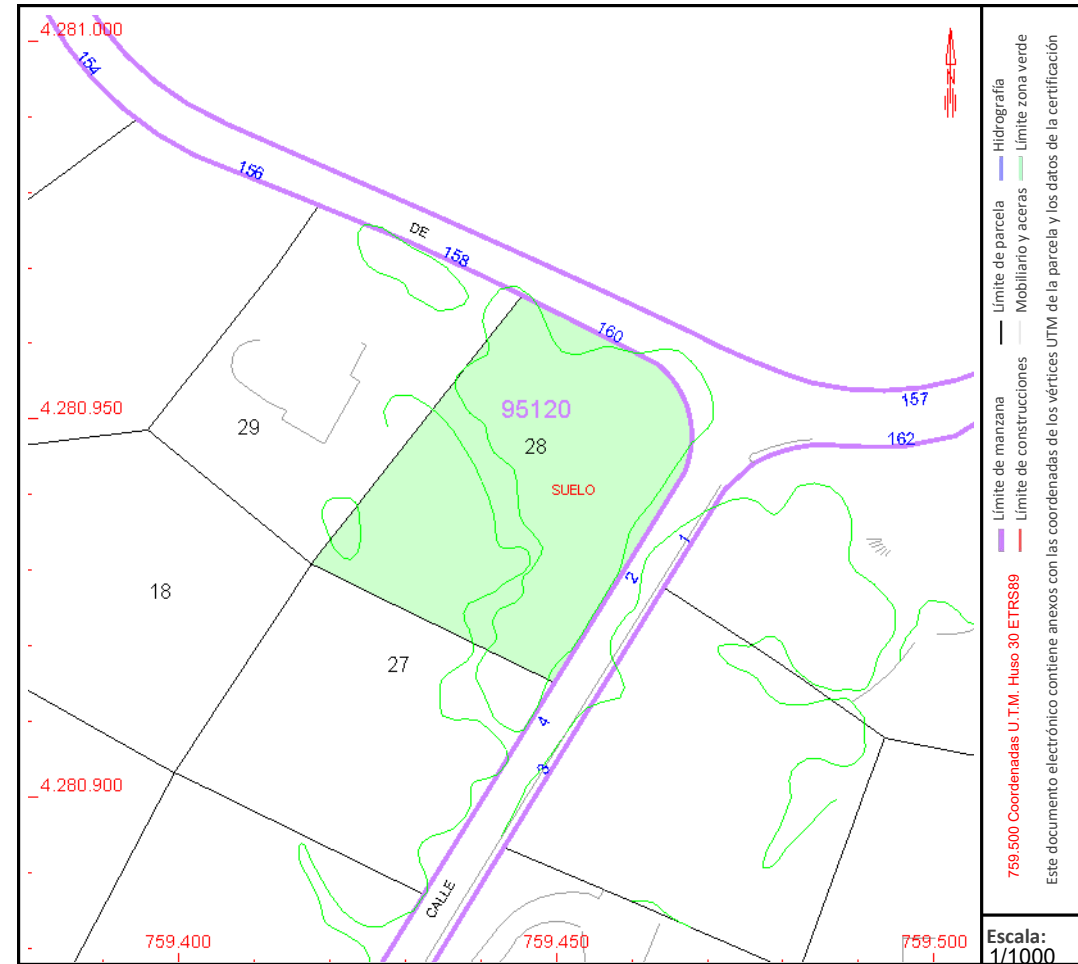 4.281.000
154
156
DE
158
160
4.280.950
95120
157
29
28
162
SUELO
1
2
18
27
4
3
4.280.900
CALLE
759.400
759.450
759.500
N
Límite de manzana
Límite de parcela
Hidrografía
Límite de construcciones
Mobiliario y aceras
Límite zona verde
759.500 Coordenadas U.T.M. Huso 30 ETRS89
Este documento electrónico contiene anexos con las coordenadas de los vértices UTM de la parcela y los datos de la certificación
Escala:
1/1000